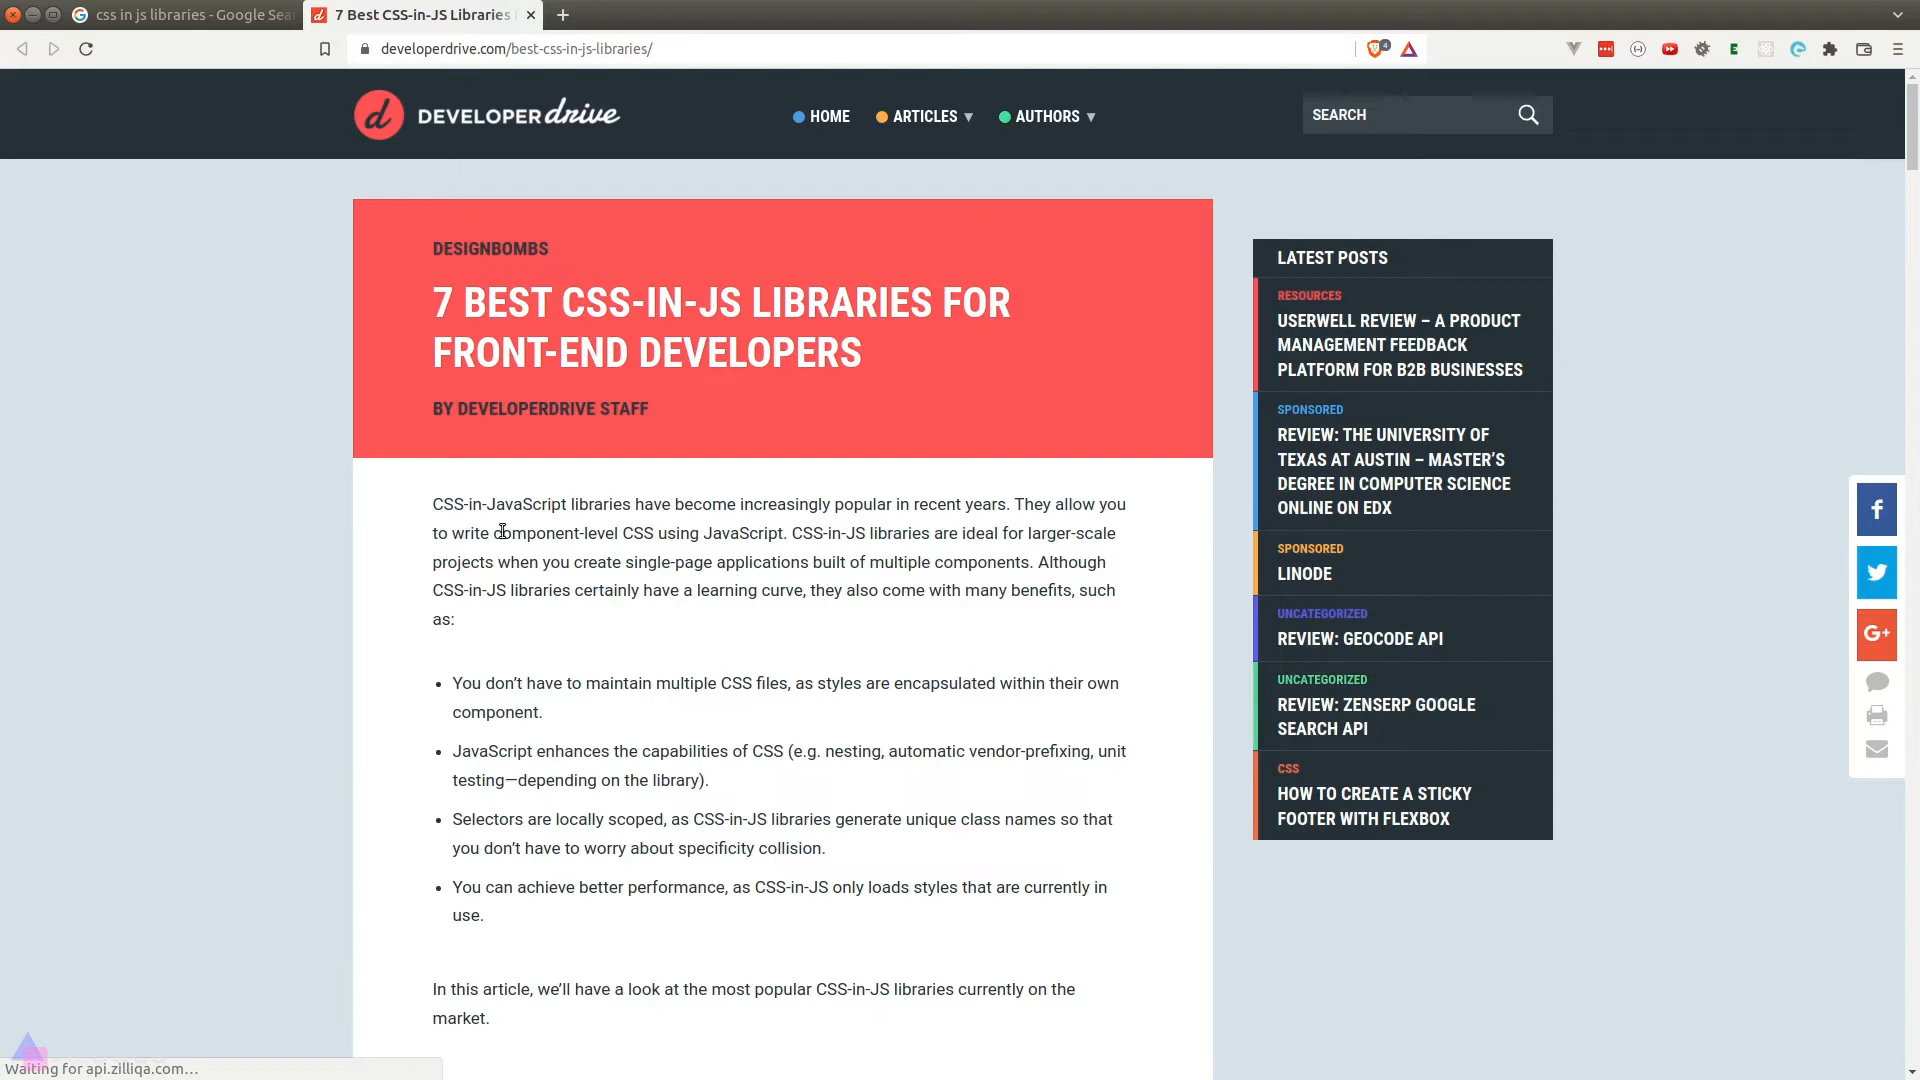 css in js libraries - Google Sea
7 Best CSS-in-JS Libraries
developerdrive.com/best-css-in-js-libraries/
4
d DEVELOPER drive
HOME
ARTICLES ▾
AUTHORS ▾
SEARCH
DESIGNBOMBS
7 BEST CSS-IN-JS LIBRARIES FOR
FRONT-END DEVELOPERS
BY DEVELOPERDRIVE STAFF
CSS-in-JavaScript libraries have become increasingly popular in recent years. They allow you
to write component-level CSS using JavaScript. CSS-in-JS libraries are ideal for larger-scale
projects when you create single-page applications built of multiple components. Although
CSS-in-JS libraries certainly have a learning curve, they also come with many benefits, such
as:
• You don’t have to maintain multiple CSS files, as styles are encapsulated within their own
component.
• JavaScript enhances the capabilities of CSS (e.g. nesting, automatic vendor-prefixing, unit
testing—depending on the library).
• Selectors are locally scoped, as CSS-in-JS libraries generate unique class names so that
you don’t have to worry about specificity collision.
• You can achieve better performance, as CSS-in-JS only loads styles that are currently in
use.
In this article, we’ll have a look at the most popular CSS-in-JS libraries currently on the
market.
LATEST POSTS
RESOURCES
USERWELL REVIEW – A PRODUCT
MANAGEMENT FEEDBACK
PLATFORM FOR B2B BUSINESSES
SPONSORED
REVIEW: THE UNIVERSITY OF
TEXAS AT AUSTIN – MASTER’S
DEGREE IN COMPUTER SCIENCE
ONLINE ON EDX
SPONSORED
LINODE
UNCATEGORIZED
REVIEW: GEOCODE API
UNCATEGORIZED
REVIEW: ZENSERP GOOGLE
SEARCH API
CSS
HOW TO CREATE A STICKY
FOOTER WITH FLEXBOX
f
G+
Waiting for api.zilliqa.com…